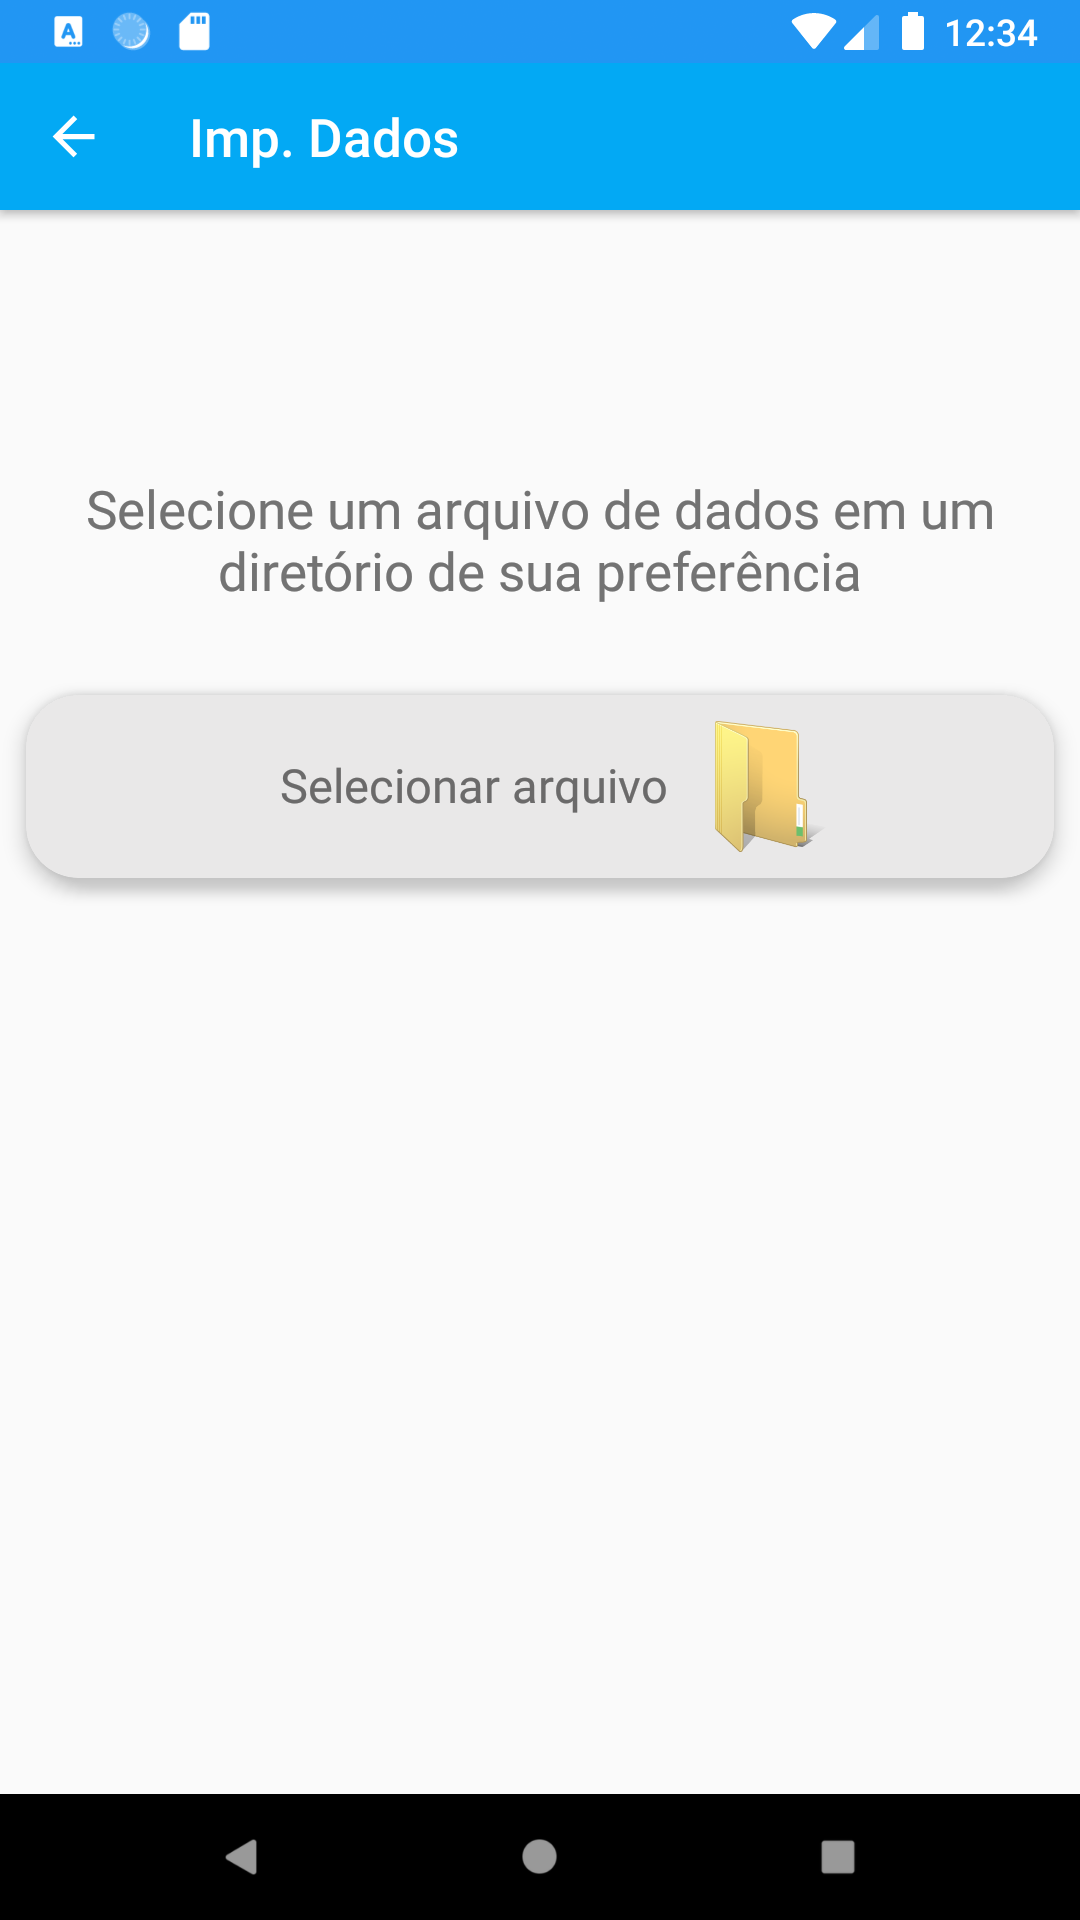 12:34
Imp. Dados
Selecione um arquivo de dados em um
diretório de sua preferência
Selecionar arquivo